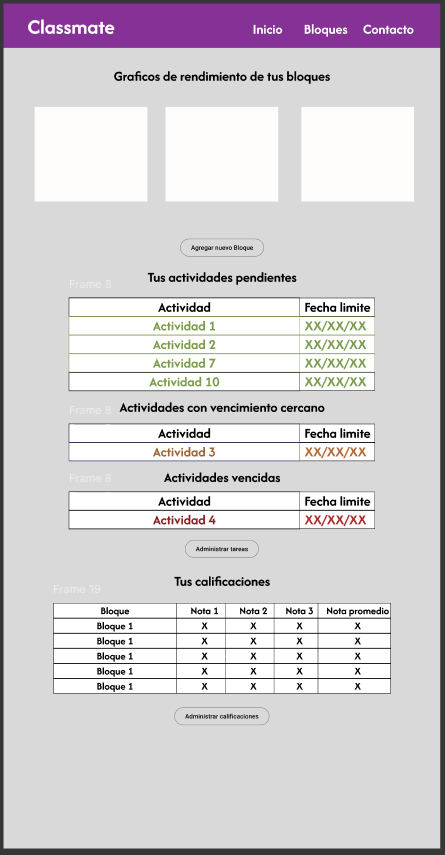 Classmate Inicio Bloques Contacto
Graficos de rendimiento de tus bloques
Agregar nuevo Bloque
Frame 8
Tus actividades pendientes
Actividad Fecha limite
Actividad 1 XX/XX/XX
Actividad 2 XX/XX/XX
Actividad 7 XX/XX/XX
Actividad 10 XX/XX/XX
Frame 8 Actividades con vencimiento cercano
Actividad Fecha limite
Actividad 3 XX/XX/XX
Frame 8 Actividades vencidas
Actividad Fecha limite
Actividad 4 XX/XX/XX
Administrar tareas
Tus calificaciones
Frame 19
Bloque Nota 1 Nota 2 Nota 3 Nota promedio
Bloque 1 X X X X
Bloque 1 X X X X
Bloque 1 X X X X
Bloque 1 X X X X
Bloque 1 X X X X
Administrar calificaciones